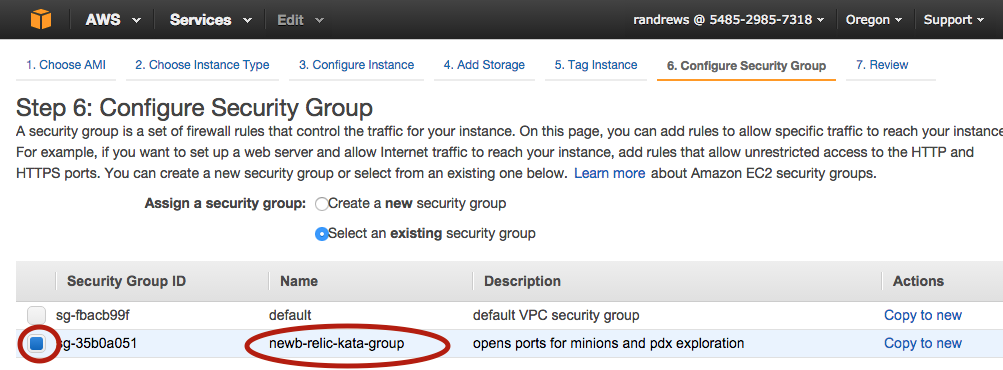 AWS Services Edit randrews @ 5485-2985-7318 Oregon Support
1. Choose AMI 2. Choose Instance Type 3. Configure Instance 4. Add Storage 5. Tag Instance 6. Configure Security Group 7. Review
Step 6: Configure Security Group
A security group is a set of firewall rules that control the traffic for your instance. On this page, you can add rules to allow specific traffic to reach your instance
For example, if you want to set up a web server and allow Internet traffic to reach your instance, add rules that allow unrestricted access to the HTTP and
HTTPS ports. You can create a new security group or select from an existing one below. Learn more about Amazon EC2 security groups.
Assign a security group: Create a new security group
Select an existing security group
Security Group ID Name Description Actions
sg-fbacb99f default default VPC security group Copy to new
sg-35b0a051 newb-relic-kata-group opens ports for minions and pdx exploration Copy to new